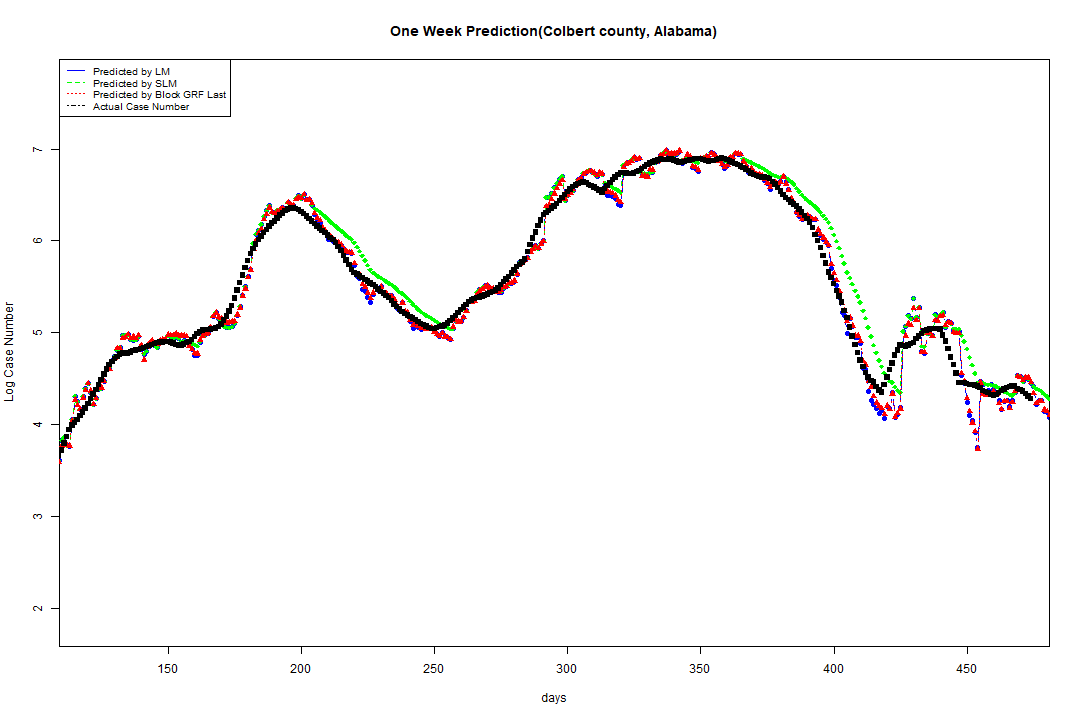 One Week Prediction(Colbert county, Alabama)
Predicted by LM
Predicted by SLM
Predicted by Block GRF Last
Actual Case Number
7
6
5
4
3
2
Log Case Number
150 200 250 300 350 400 450
days